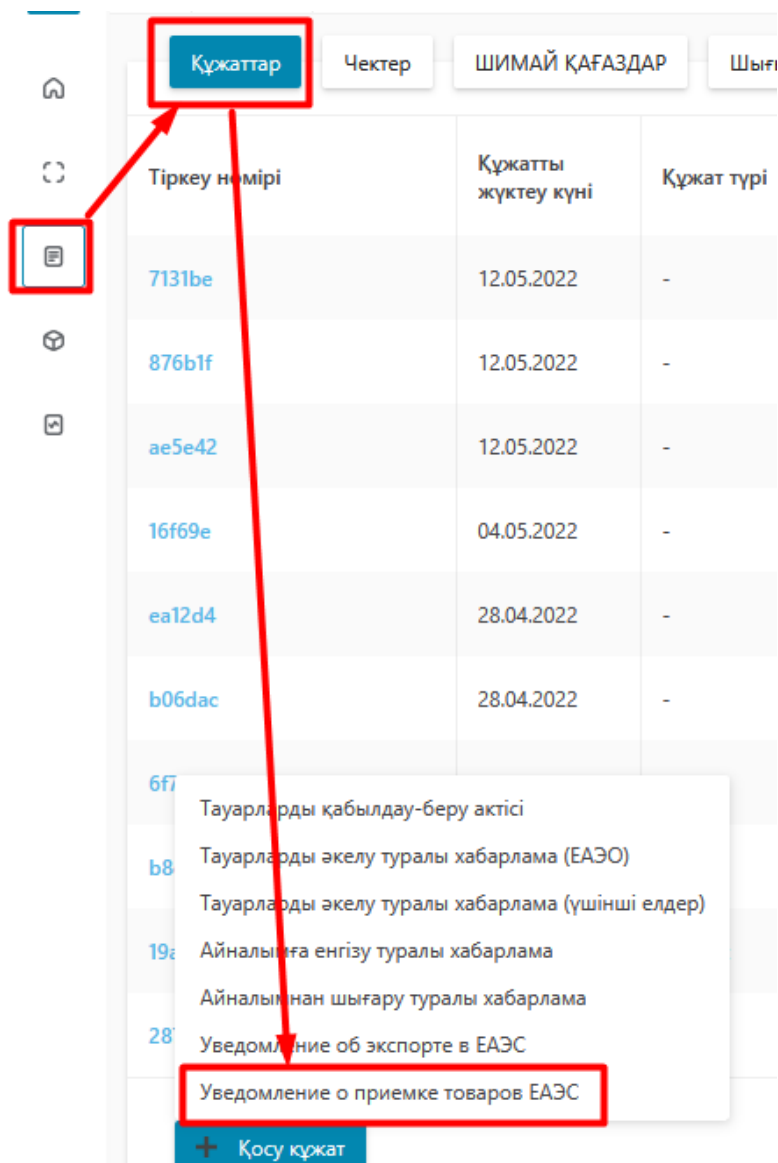 Құжаттар Чектер ШИМАЙ ҚАҒАЗДАР
Тіркеу нөмірі Құжатты жүктеу күні Құжат түрі
7131be 12.05.2022 -
876b1f 12.05.2022 -
ae5e42 12.05.2022 -
16f69e 04.05.2022 -
ea12d4 28.04.2022 -
b06dac 28.04.2022 -
Тауарларды қабылдау-беру актісі
Тауарларды әкелу туралы хабарлама (ЕАЭО)
Тауарларды әкелу туралы хабарлама (үшінші елдер)
Айналымға енгізу туралы хабарлама
Айналымнан шығару туралы хабарлама
Уведомление об экспорте в ЕАЭС
Уведомление о приемке товаров ЕАЭС
+ Қосу құжат